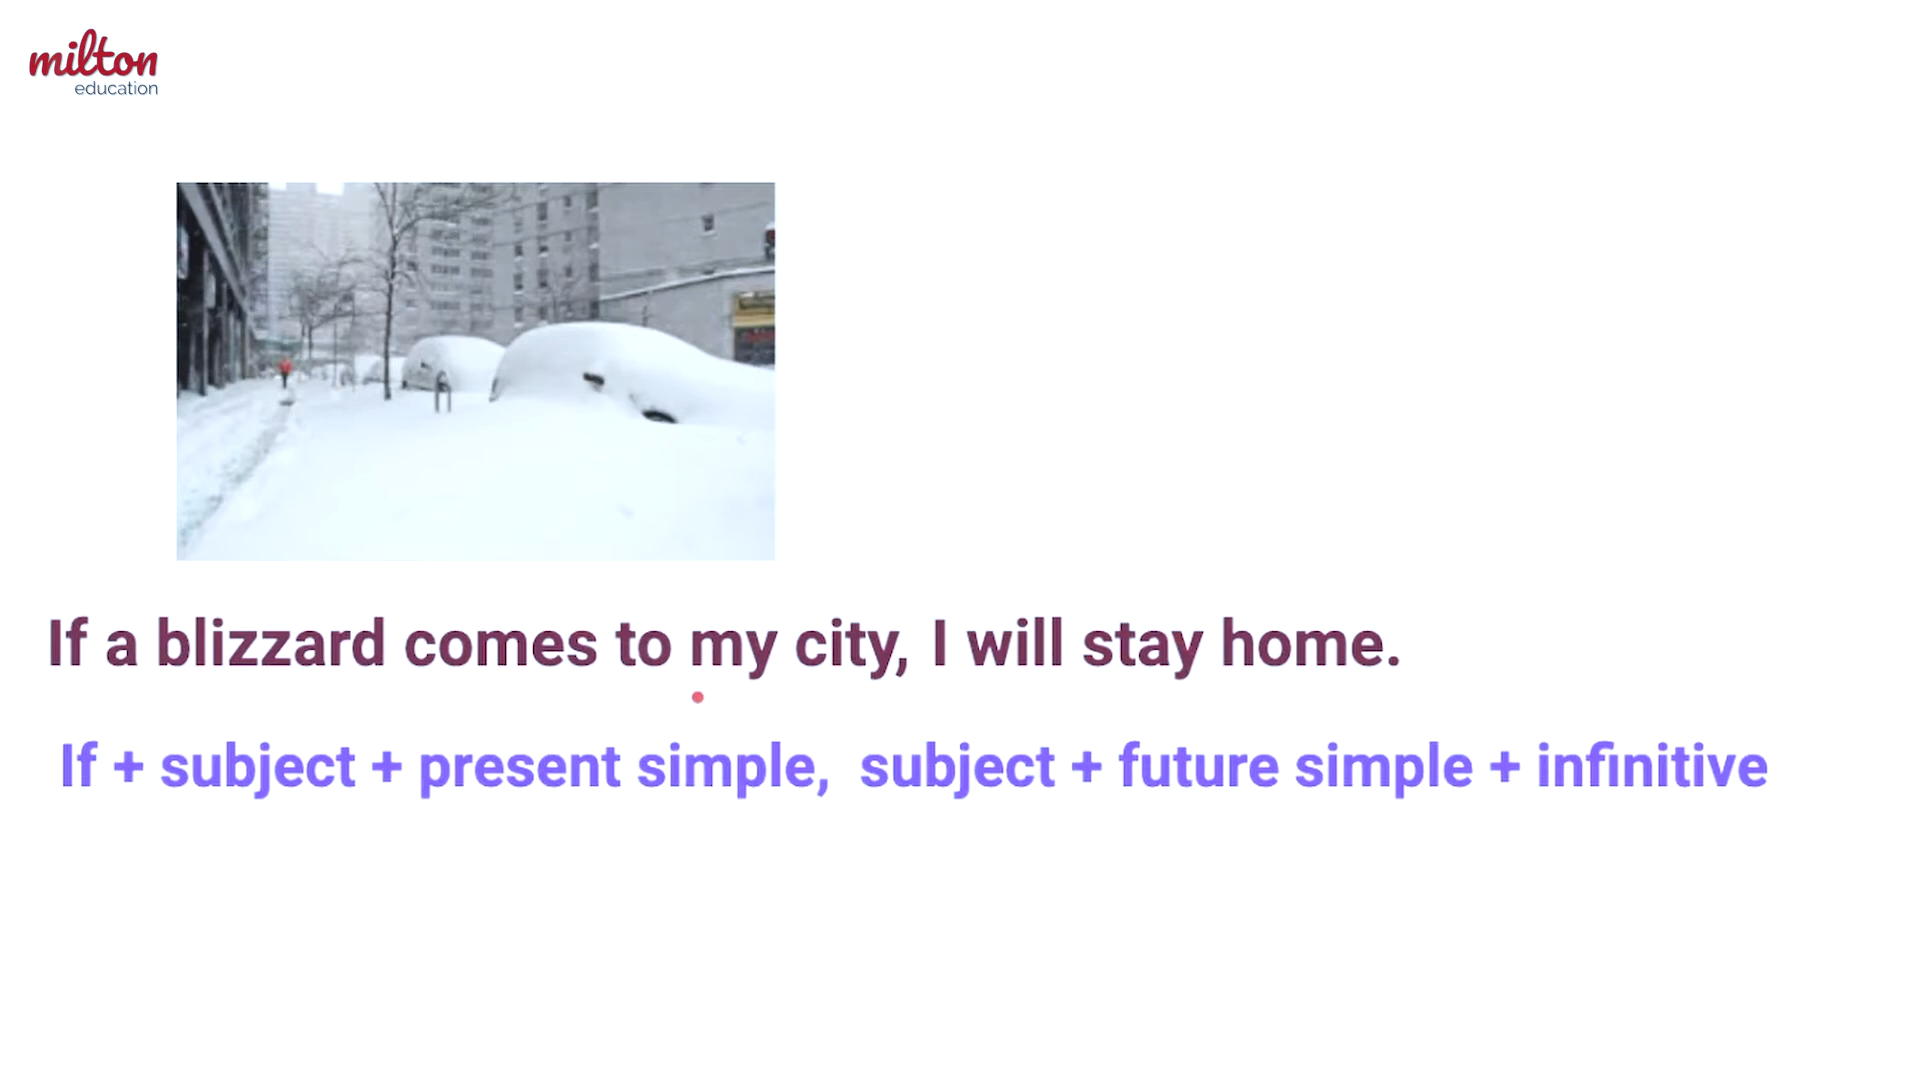 milton
education
If a blizzard comes to my city, I will stay home.
If + subject + present simple, subject + future simple + infinitive